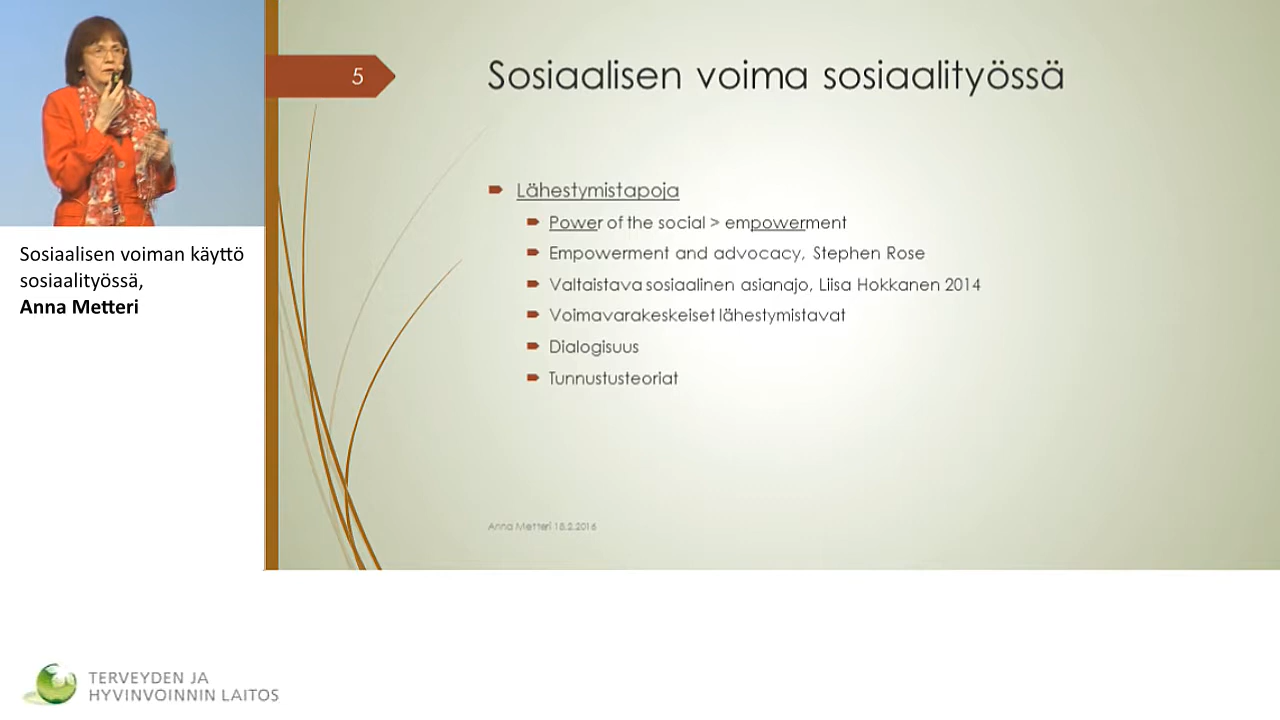 5
Sosiaalisen voima sosiaalityössä
Lähestymistapoja
Power of the social > empowerment
Empowerment and advocacy, Stephen Rose
Valtaistava sosiaalinen asianajo, Liisa Hokkanen 2014
Voimavarakeskeiset lähestymistavat
Dialogisuus
Tunnustusteoriat
Anna Metteri 18.2.2016
Sosiaalisen voiman käyttö
sosiaalityössä,
Anna Metteri
TERVEYDEN JA
HYVINVOINNIN LAITOS